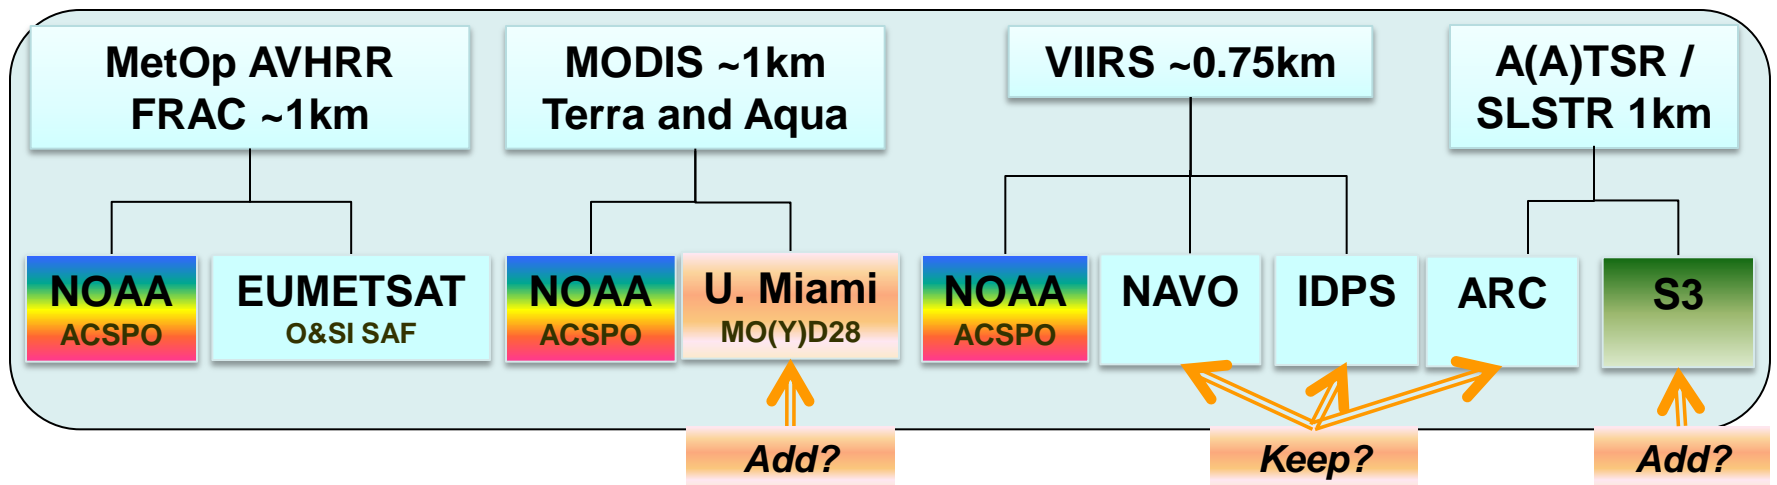 MetOp AVHRR
FRAC ~1km
MODIS ~1km
Terra and Aqua
VIIRS ~0.75km
A(A)TSR /
SLSTR 1km
NOAA
ACSPO
EUMETSAT
O&SI SAF
NOAA
ACSPO
U. Miami
MO(Y)D28
NOAA
ACSPO
NAVO
IDPS
ARC
S3
Add?
Keep?
Add?